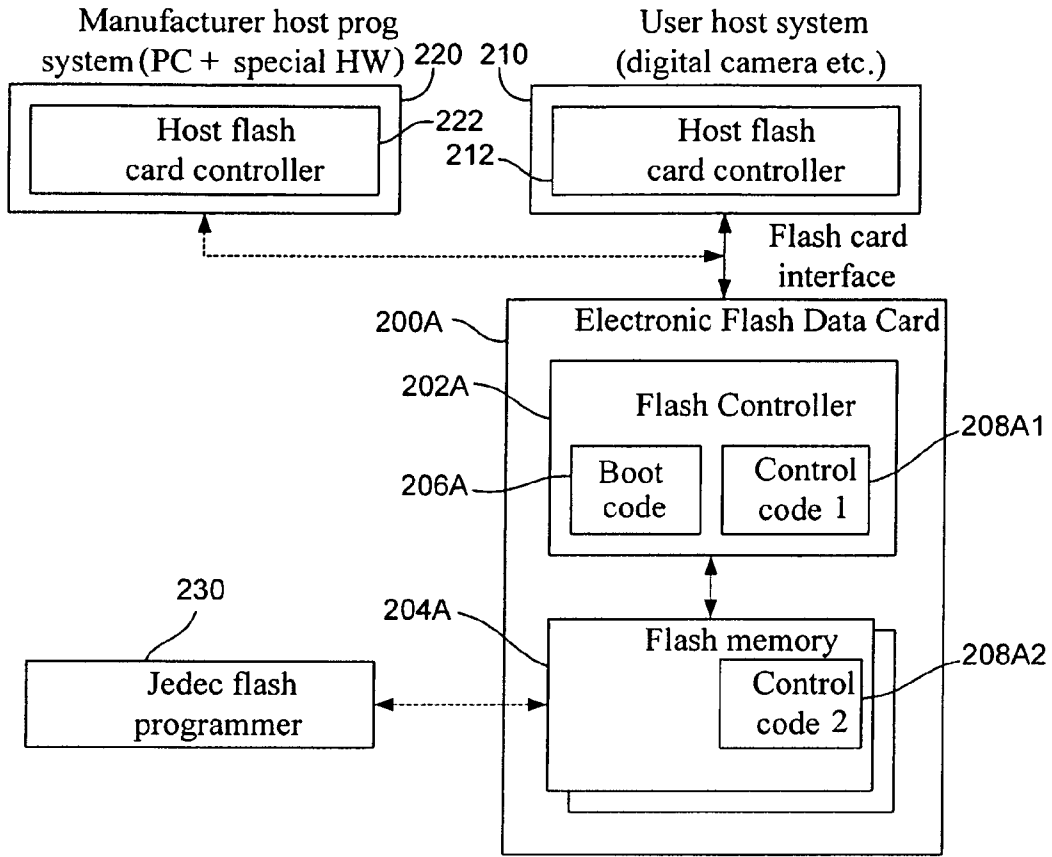 Manufacturer host prog
system (PC + special HW)
220
Host flash
card controller
222
User host system
(digital camera etc.)
210
Host flash
card controller
212
Flash card
interface
200A
Electronic Flash Data Card
202A
Flash Controller
206A
Boot
code
Control
code 1
208A1
204A
Flash memory
Control
code 2
208A2
230
Jedec flash
programmer